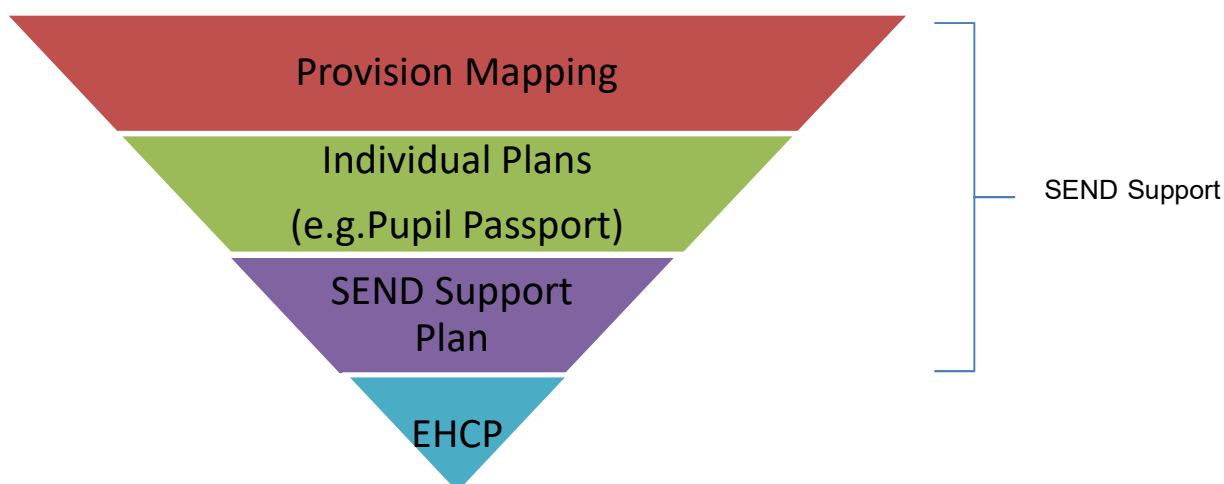 Provision Mapping
Individual Plans
(e.g.Pupil Passport)
SEND Support
Plan
EHCP
SEND Support